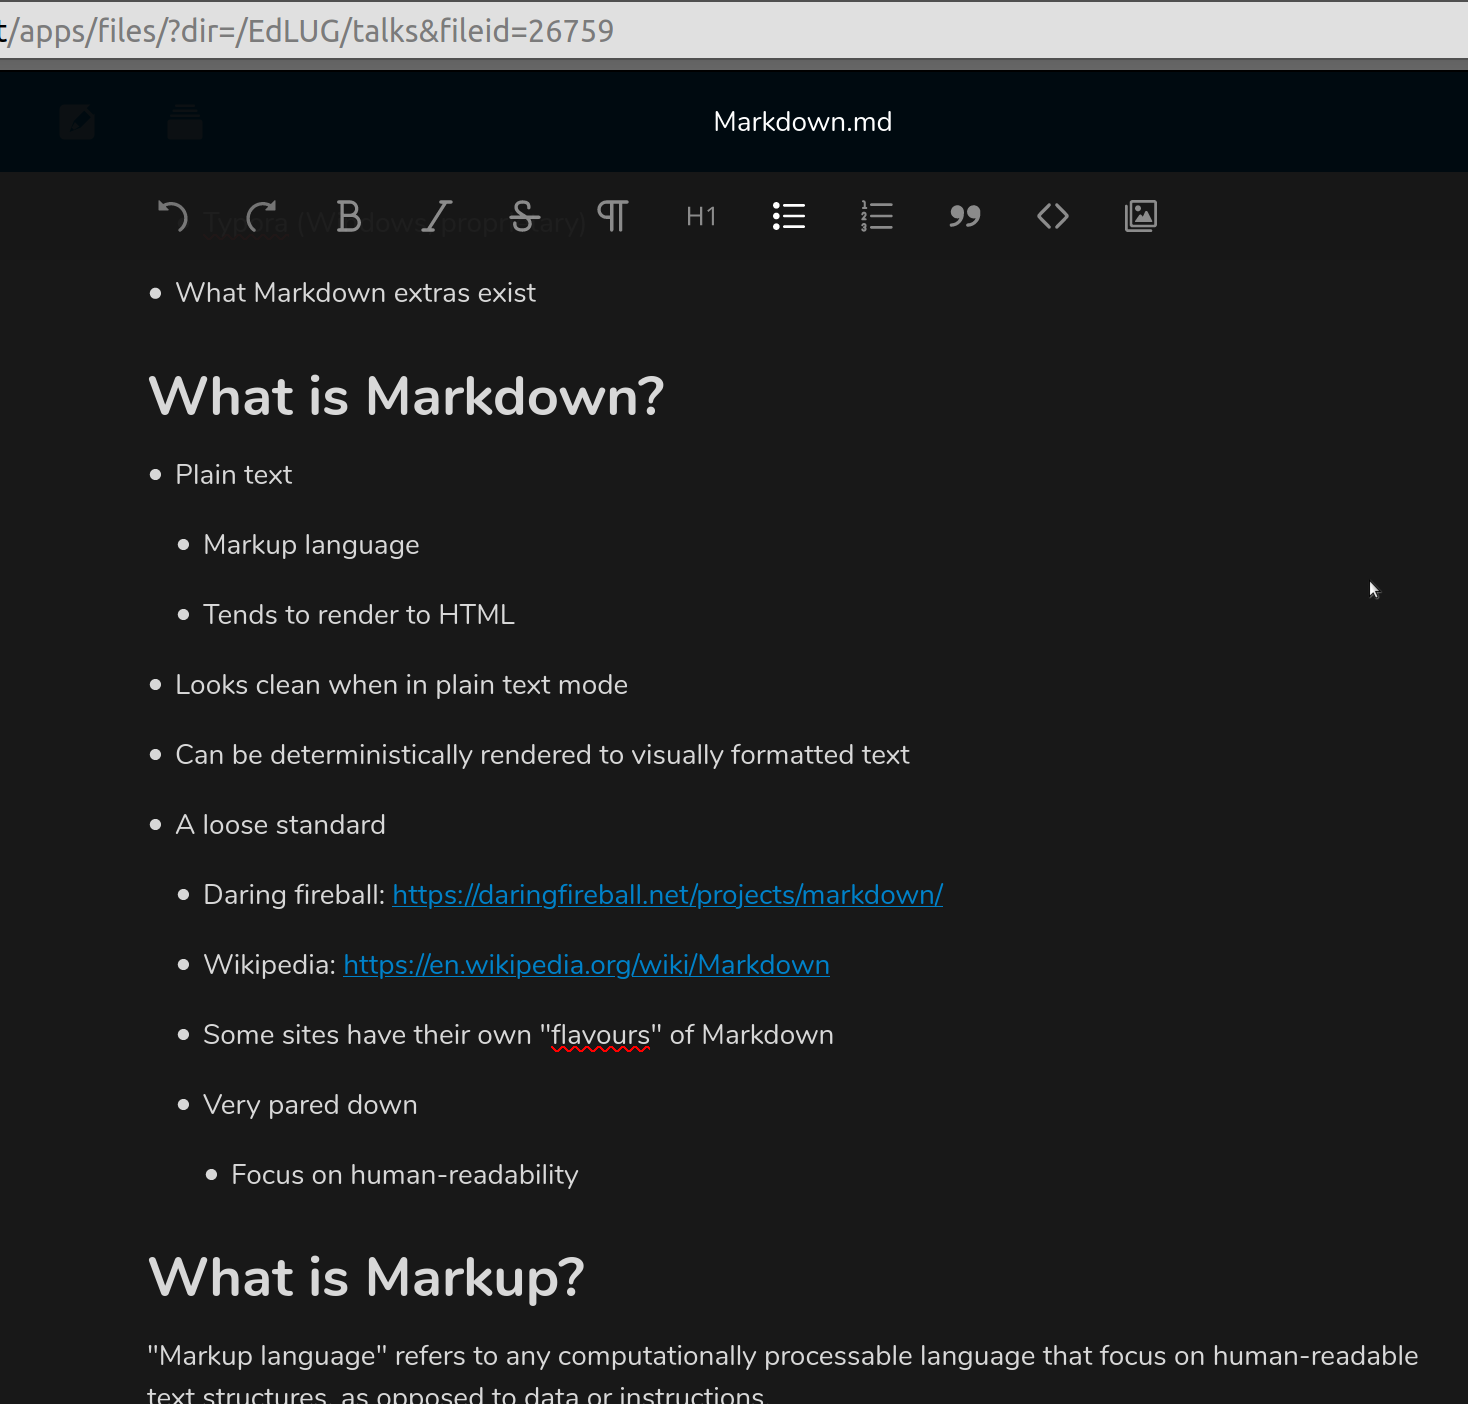 t/apps/files/?dir=/EdLUG/talks&fileid=26759
Markdown.md
Typora (Windows, proprietary)
H1
What Markdown extras exist
What is Markdown?
Plain text
Markup language
Tends to render to HTML
Looks clean when in plain text mode
Can be deterministically rendered to visually formatted text
A loose standard
Daring fireball: https://daringfireball.net/projects/markdown/
Wikipedia: https://en.wikipedia.org/wiki/Markdown
Some sites have their own "flavours" of Markdown
Very pared down
Focus on human-readability
What is Markup?
"Markup language" refers to any computationally processable language that focus on human-readable
text structures, as opposed to data or instructions.